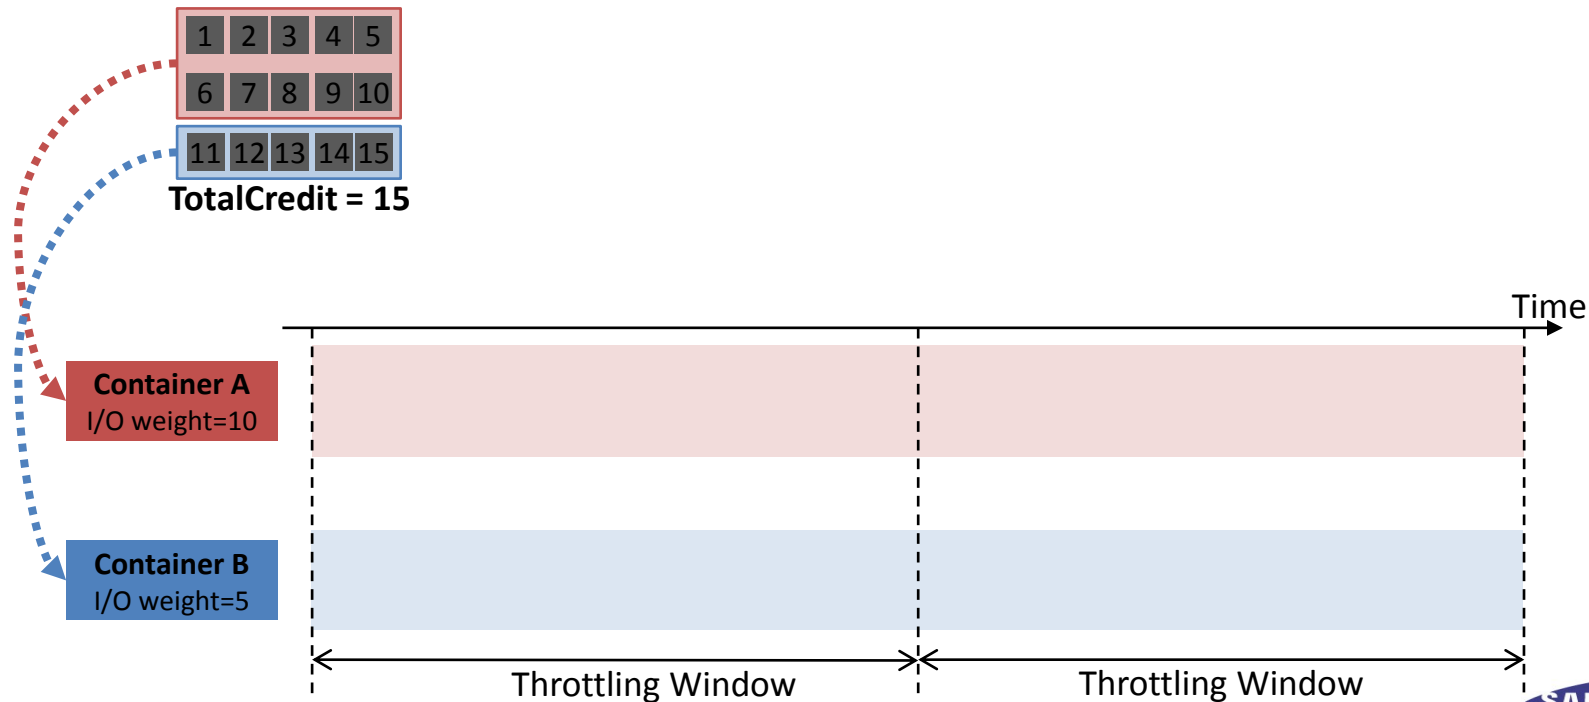 1 2 3 4 5
6 7 8 9 10
11 12 13 14 15
TotalCredit = 15
Time
Container A
I/O weight=10
Container B
I/O weight=5
Throttling Window Throttling Window